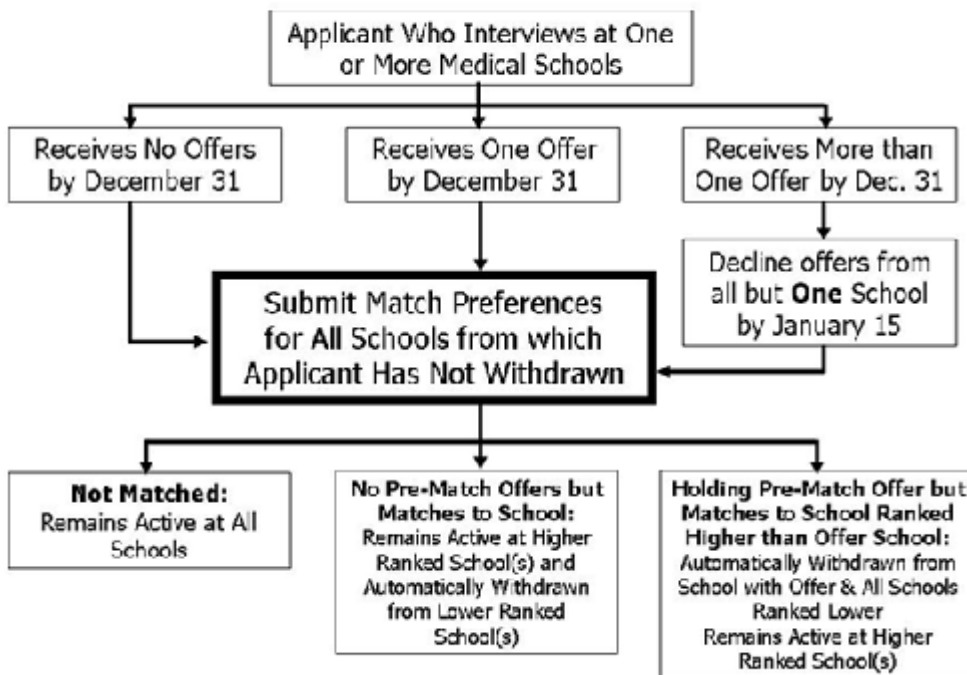 Applicant Who Interviews at One
or More Medical Schools
Receives No Offers
by December 31
Receives One Offer
by December 31
Receives More than
One Offer by Dec. 31
Decline offers from
all but One School
by January 15
Submit Match Preferences
for All Schools from which
Applicant Has Not Withdrawn
Not Matched:
Remains Active at All
Schools
No Pre-Match Offers but
Matches to School:
Remains Active at Higher
Ranked School(s) and
Automatically Withdrawn
from Lower Ranked
School(s)
Holding Pre-Match Offer but
Matches to School Ranked
Higher than Offer School:
Automatically Withdrawn from
School with Offer & All Schools
Ranked Lower
Remains Active at Higher
Ranked School(s)